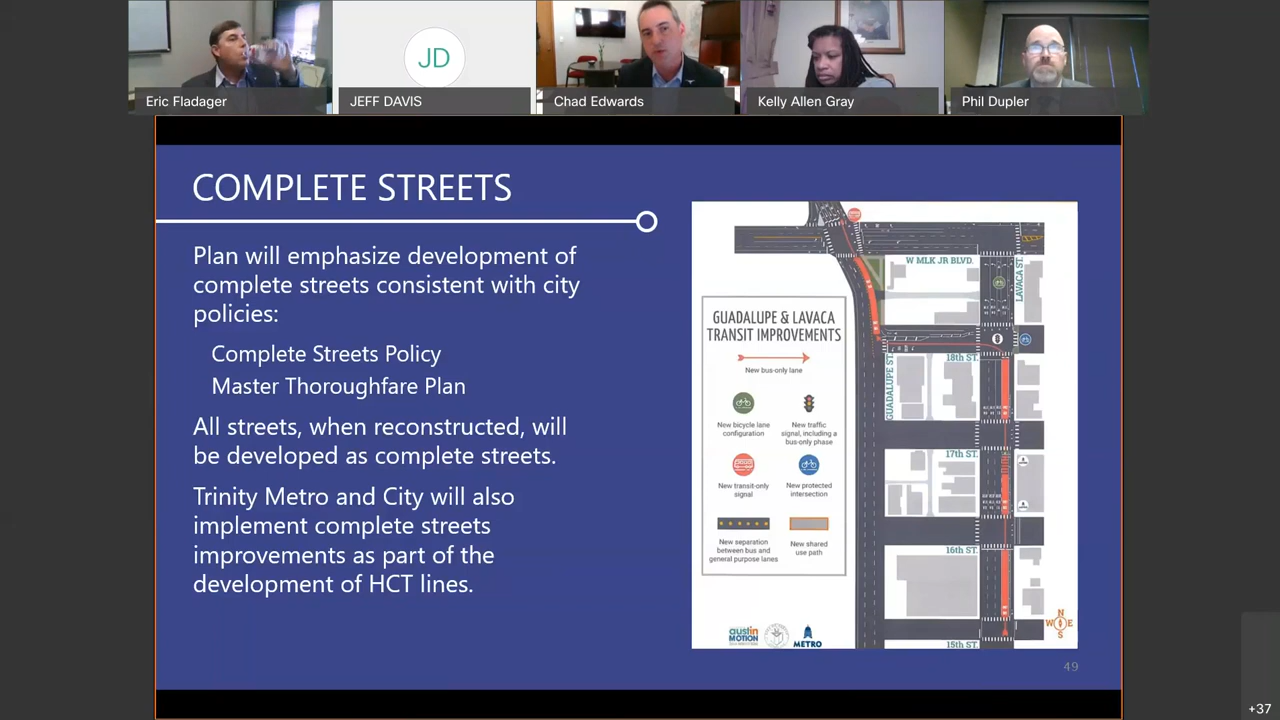 JD
Eric Fladager
JEFF DAVIS
Chad Edwards
Kelly Allen Gray
Phil Dupler
COMPLETE STREETS
Plan will emphasize development of
complete streets consistent with city
policies:
Complete Streets Policy
Master Thoroughfare Plan
All streets, when reconstructed, will
be developed as complete streets.
Trinity Metro and City will also
implement complete streets
improvements as part of the
development of HCT lines.
GUADALUPE & LAVACA
TRANSIT IMPROVEMENTS
New bus-only lane
New bicycle lane
configuration
New traffic
signal, including a
bus-only phase
New transit-only
signal
New protected
intersection
New separation
between bus and
general purpose lanes
New shared
use path
W MLK JR BLVD.
LAVACA ST.
GUADALUPE ST.
18th ST.
17th ST.
16th ST.
15th ST.
N
W E
S
austin
MOTION
METRO
49
+37